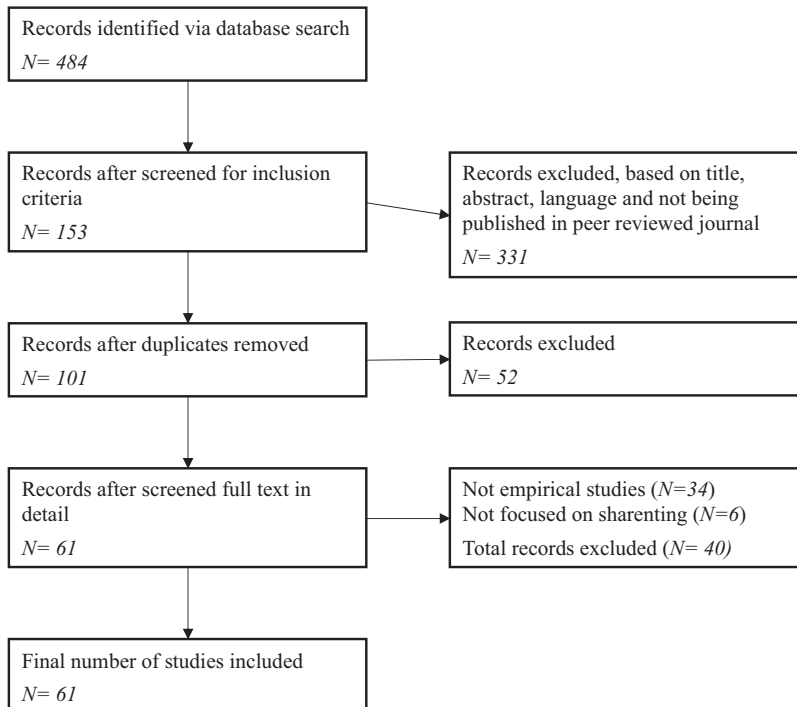 Records identified via database search
N= 484
Records after screened for inclusion
criteria
N= 153
Records excluded, based on title,
abstract, language and not being
published in peer reviewed journal
N= 331
Records after duplicates removed
N= 101
Records excluded
N= 52
Records after screened full text in
detail
N= 61
Not empirical studies (N=34)
Not focused on sharenting (N=6)
Total records excluded (N= 40)
Final number of studies included
N= 61